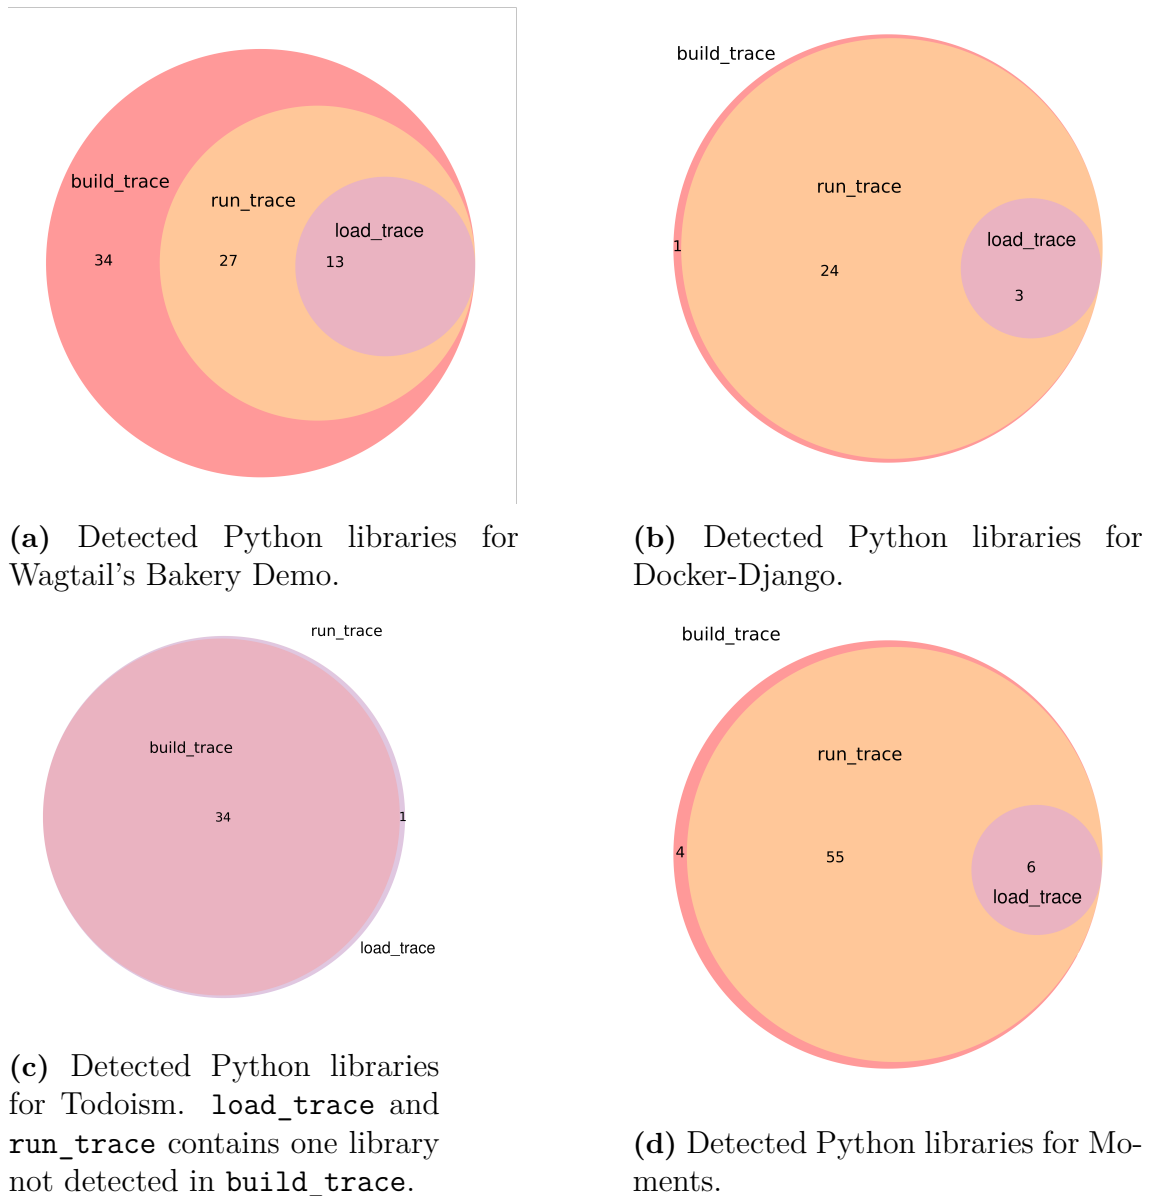 build_trace
run_trace
load_trace
34
27
13
(a) Detected Python libraries for
Wagtail's Bakery Demo.
build_trace
run_trace
load_trace
1
24
3
(b) Detected Python libraries for
Docker-Django.
run_trace
build_trace
34
1
load_trace
(c) Detected Python libraries
for Todoism. load_trace and
run_trace contains one library
not detected in build_trace.
build_trace
run_trace
4
55
6
load_trace
(d) Detected Python libraries for Mo-
ments.